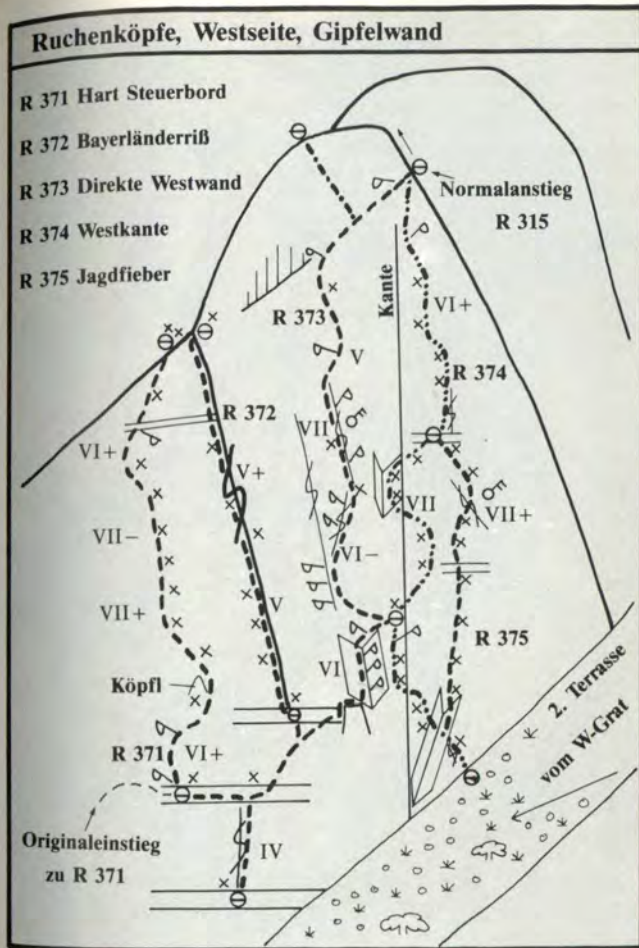 Ruchenköpfe, Westseite, Gipfelwand
R 371 Hart Steuerbord
R 372 Bayerländerriß
R 373 Direkte Westwand
R 374 Westkante
R 375 Jagdfieber
Normalanstieg
R 315
Kante
R 373
VI+
V
R 374
R 372
VI+
V+
VII
VII
VII+
VII−
VI−
VII+
V
R 375
VI
Köpfl
R 371
VI+
2. Terrasse
vom W-Grat
Originaleinstieg
zu R 371
IV